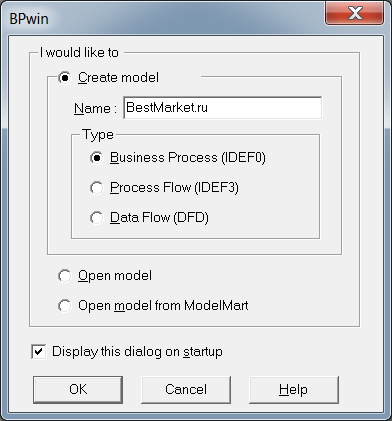 BPwin
I would like to
Create model
Name :
BestMarket.ru
Type
Business Process (IDEF0)
Process Flow (IDEF3)
Data Flow (DFD)
Open model
Open model from ModelMart
Display this dialog on startup
OK
Cancel
Help